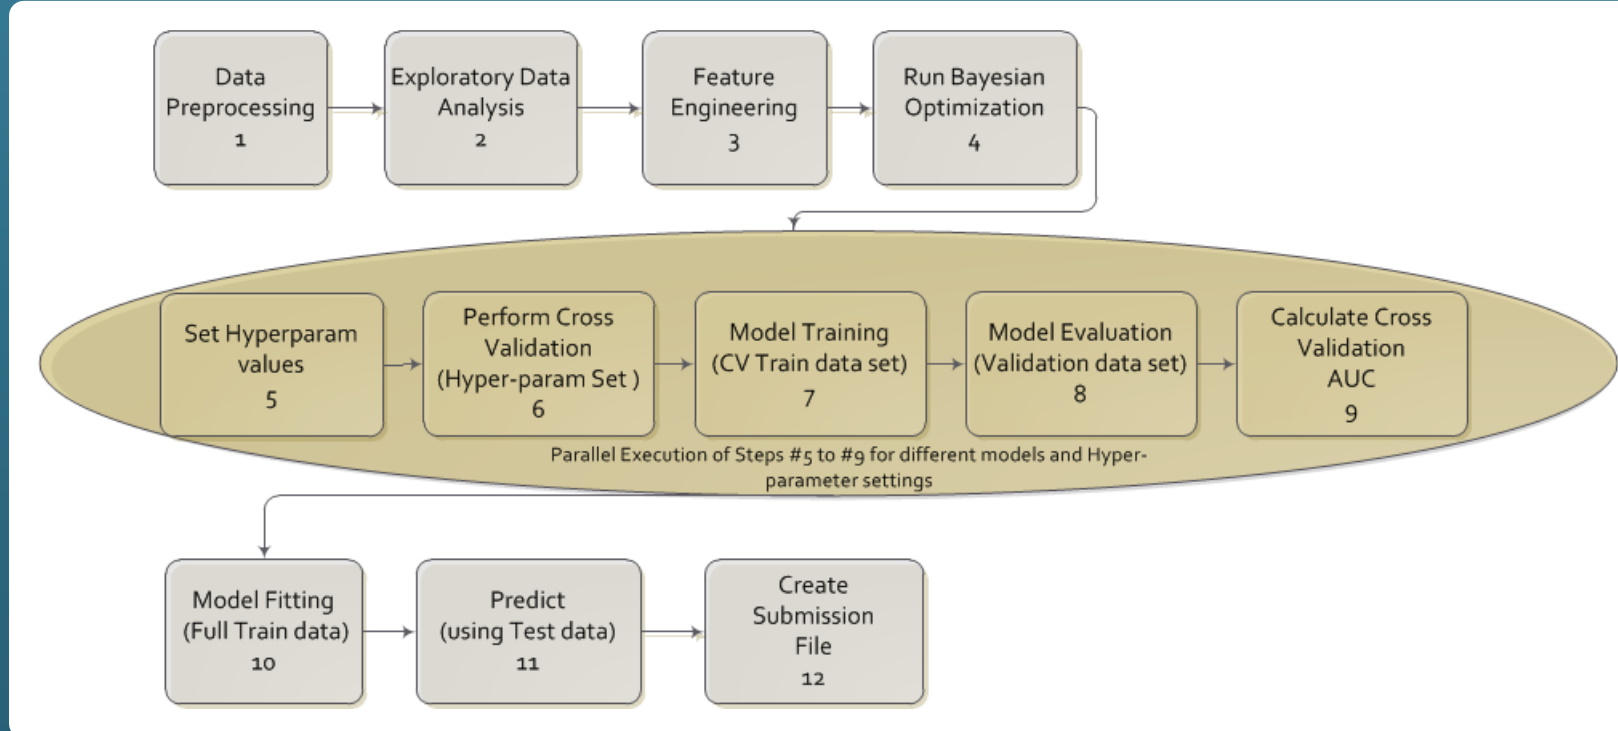 Data
Preprocessing
1
Exploratory Data
Analysis
2
Feature
Engineering
3
Run Bayesian
Optimization
4
Set Hyperparam
values
5
Perform Cross
Validation
(Hyper-param Set )
6
Model Training
(CV Train data set)
7
Model Evaluation
(Validation data set)
8
Calculate Cross
Validation
AUC
9
Parallel Execution of Steps #5 to #9 for different models and Hyper-
parameter settings
Model Fitting
(Full Train data)
10
Predict
(using Test data)
11
Create
Submission
File
12